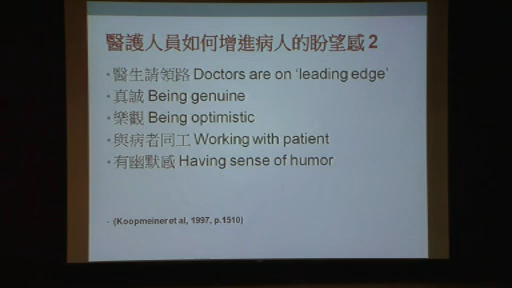 醫護人員如何增進病人的盼望感 2
• 醫生請領路 Doctors are on ‘leading edge’
• 真誠 Being genuine
• 樂觀 Being optimistic
• 與病者同工 Working with patient
• 有幽默感 Having sense of humor
- (Koopmeiner et al, 1997, p.1510)